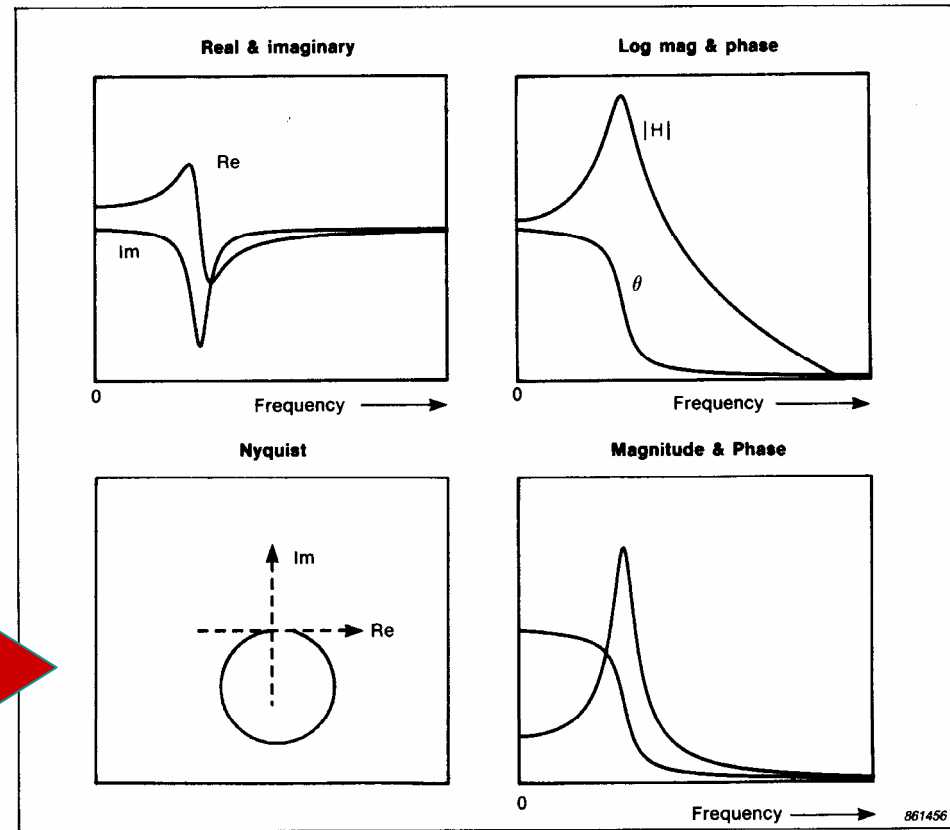 Real & imaginary
Re
Im
0
Frequency
Log mag & phase
|H|
θ
0
Frequency
Nyquist
Im
Re
Magnitude & Phase
0
Frequency
861456